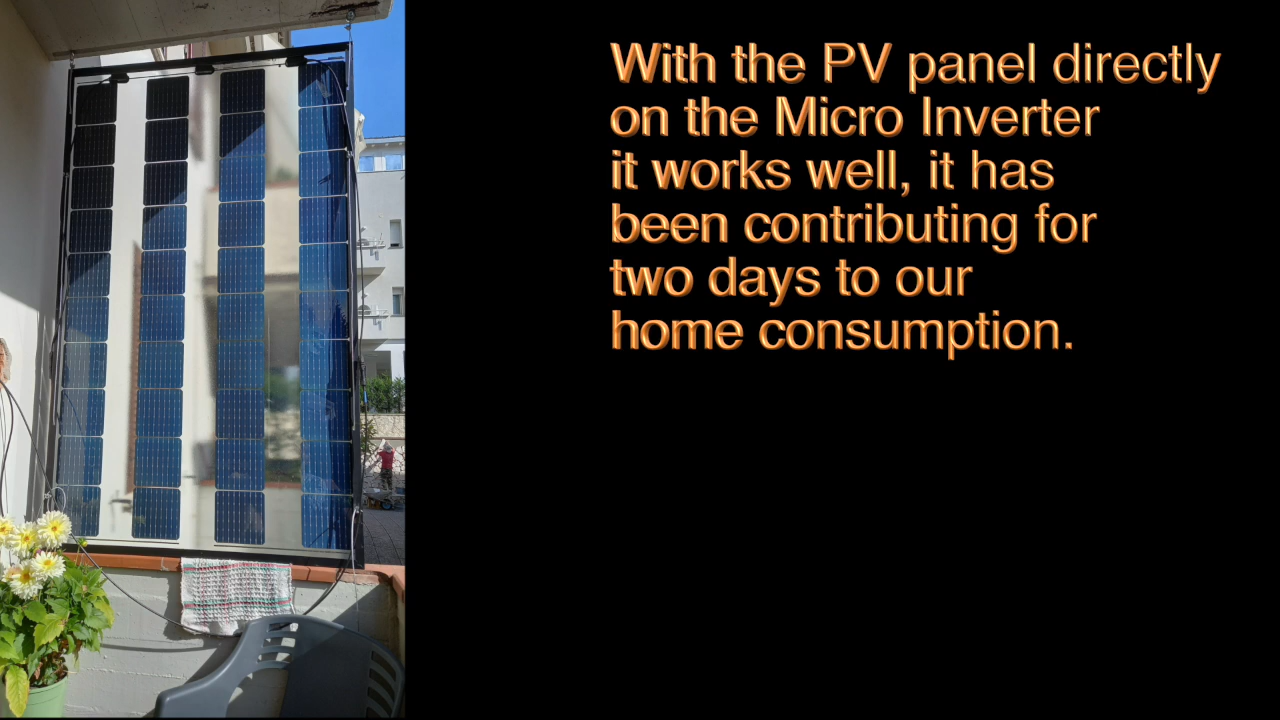 With the PV panel directly
on the Micro Inverter
it works well, it has
been contributing for
two days to our
home consumption.